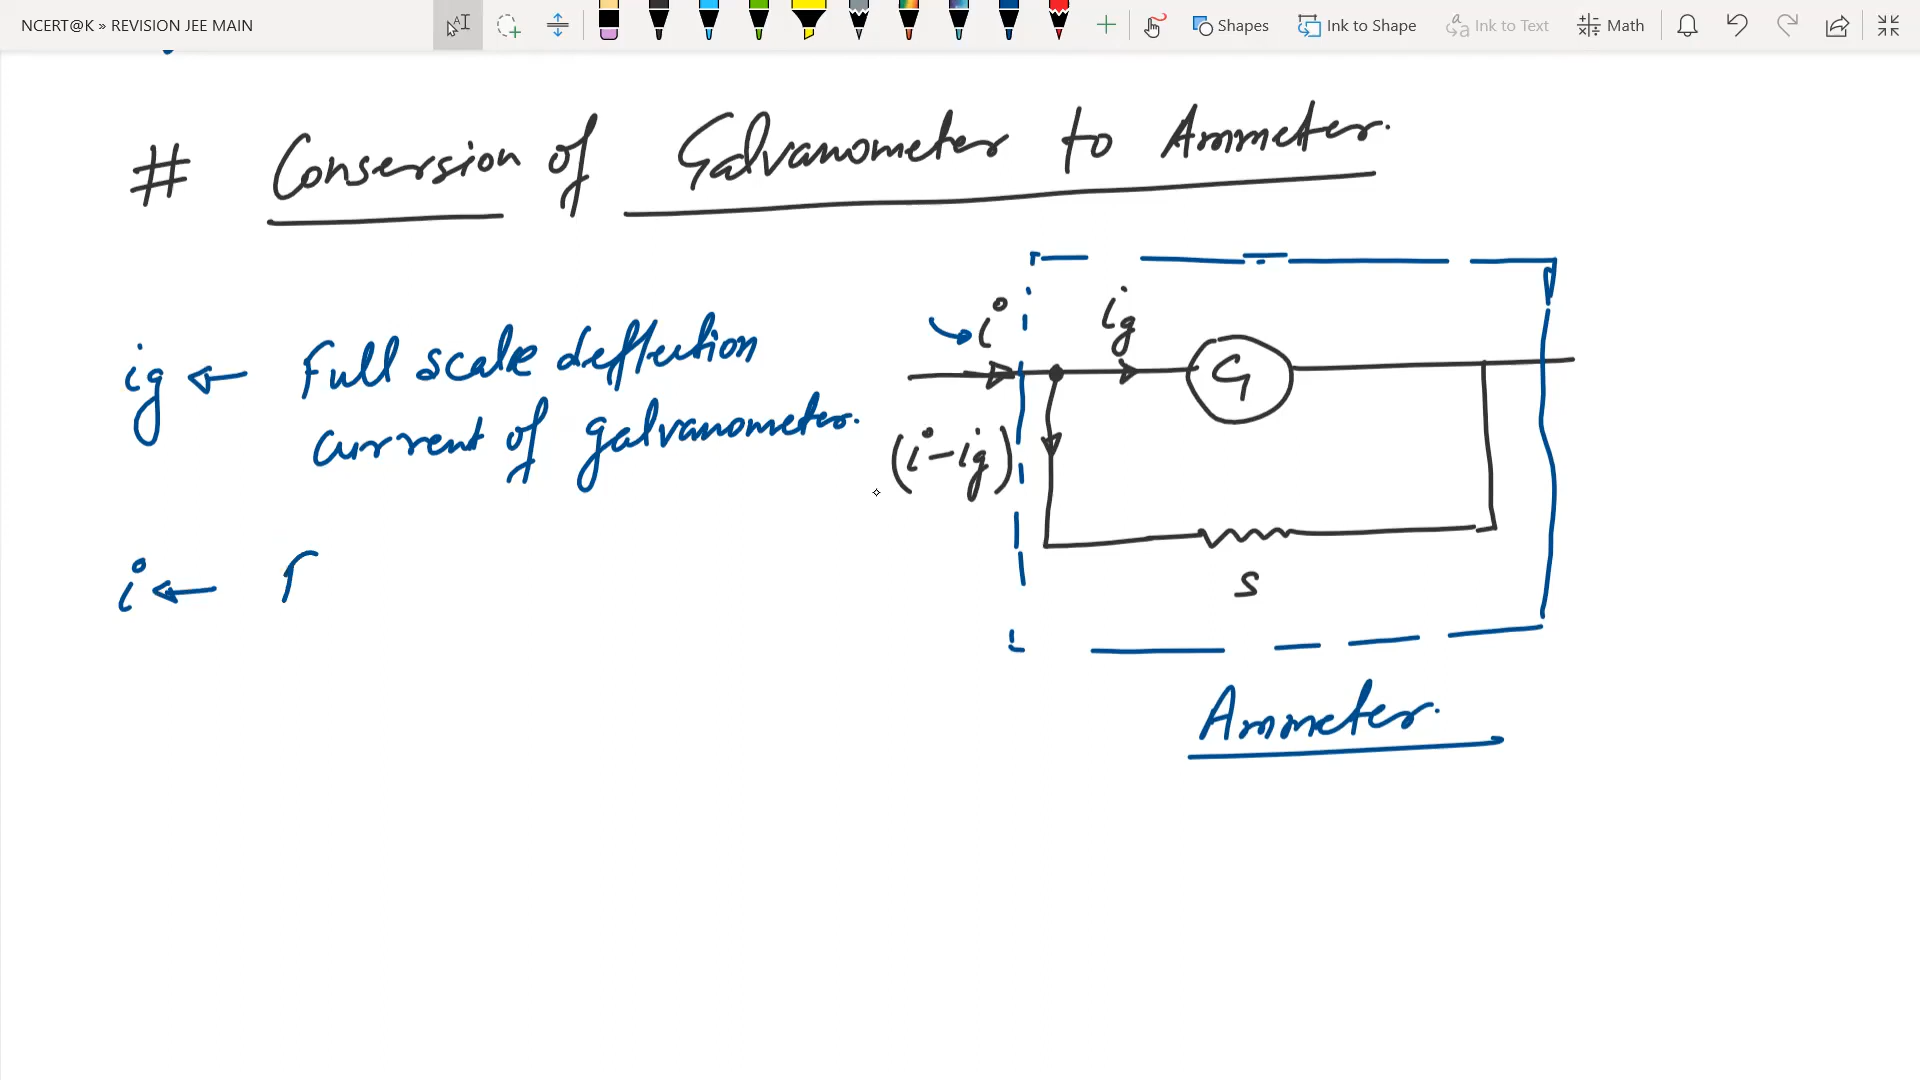 NCERT@K » REVISION JEE MAIN
Shapes Ink to Shape Ink to Text Math
# Consersion of Galvanometer to Ammeter.
ig ← Full scale deflection
current of galvanometer.
i ←
i ig
G
(i-ig)
S
Ammeter.